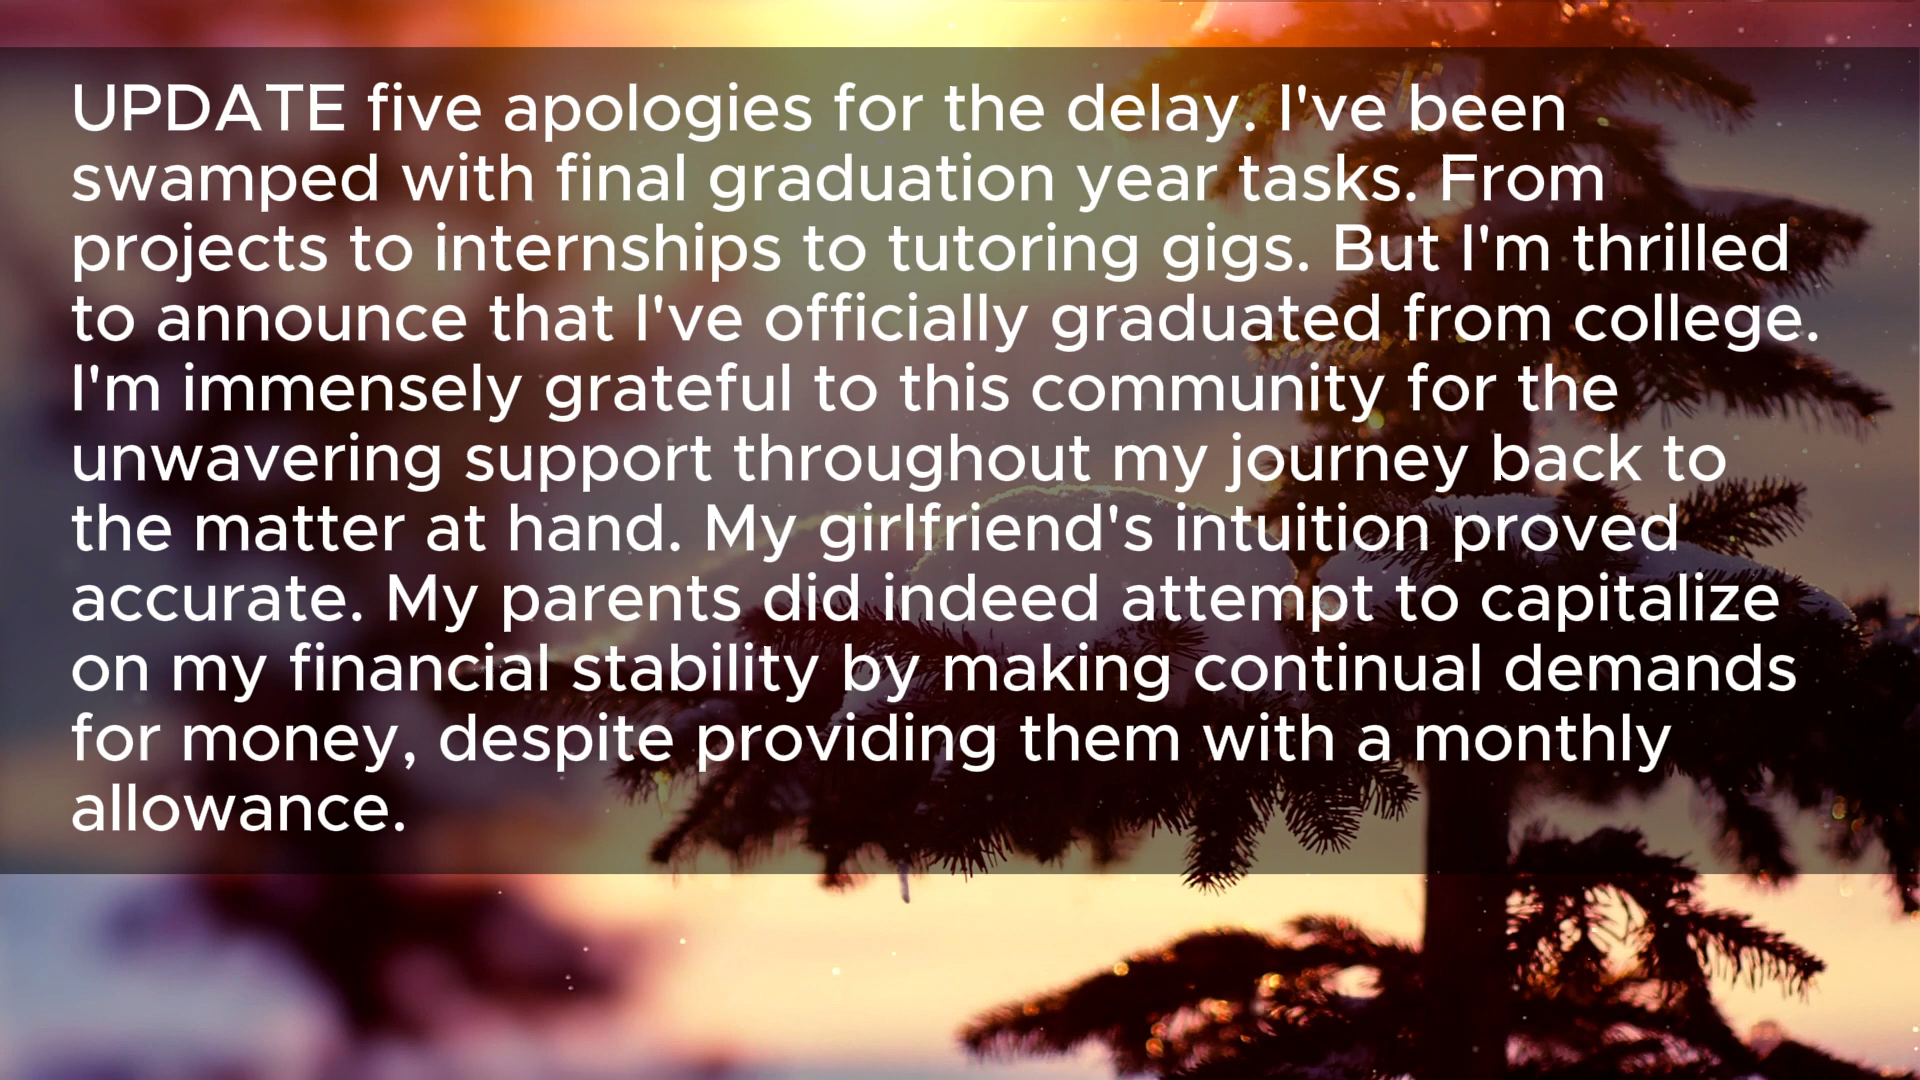 UPDATE five apologies for the delay. I've been
swamped with final graduation year tasks. From
projects to internships to tutoring gigs. But I'm thrilled
to announce that I've officially graduated from college.
I'm immensely grateful to this community for the
unwavering support throughout my journey back to
the matter at hand. My girlfriend's intuition proved
accurate. My parents did indeed attempt to capitalize
on my financial stability by making continual demands
for money, despite providing them with a monthly
allowance.